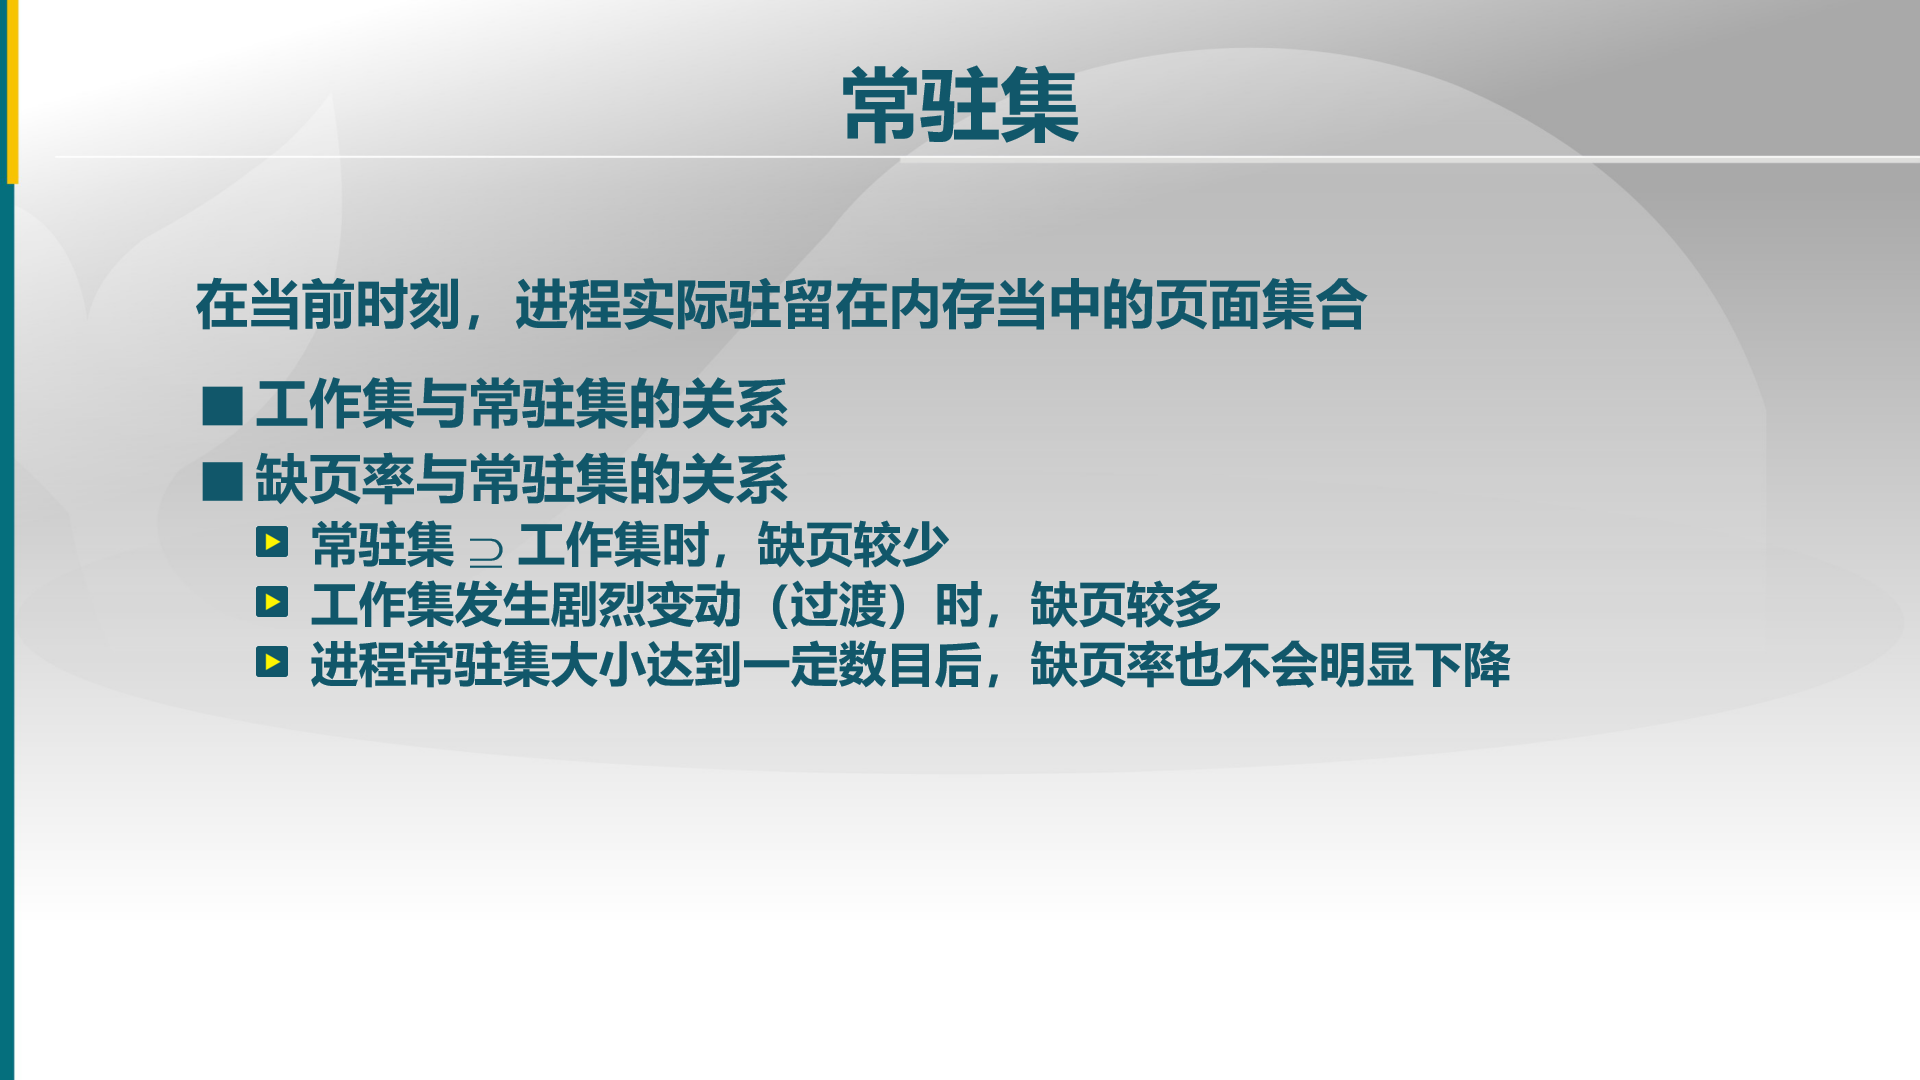 常驻集
在当前时刻，进程实际驻留在内存当中的页面集合
■ 工作集与常驻集的关系
■ 缺页率与常驻集的关系
常驻集 ⊇ 工作集时，缺页较少
工作集发生剧烈变动（过渡）时，缺页较多
进程常驻集大小达到一定数目后，缺页率也不会明显下降